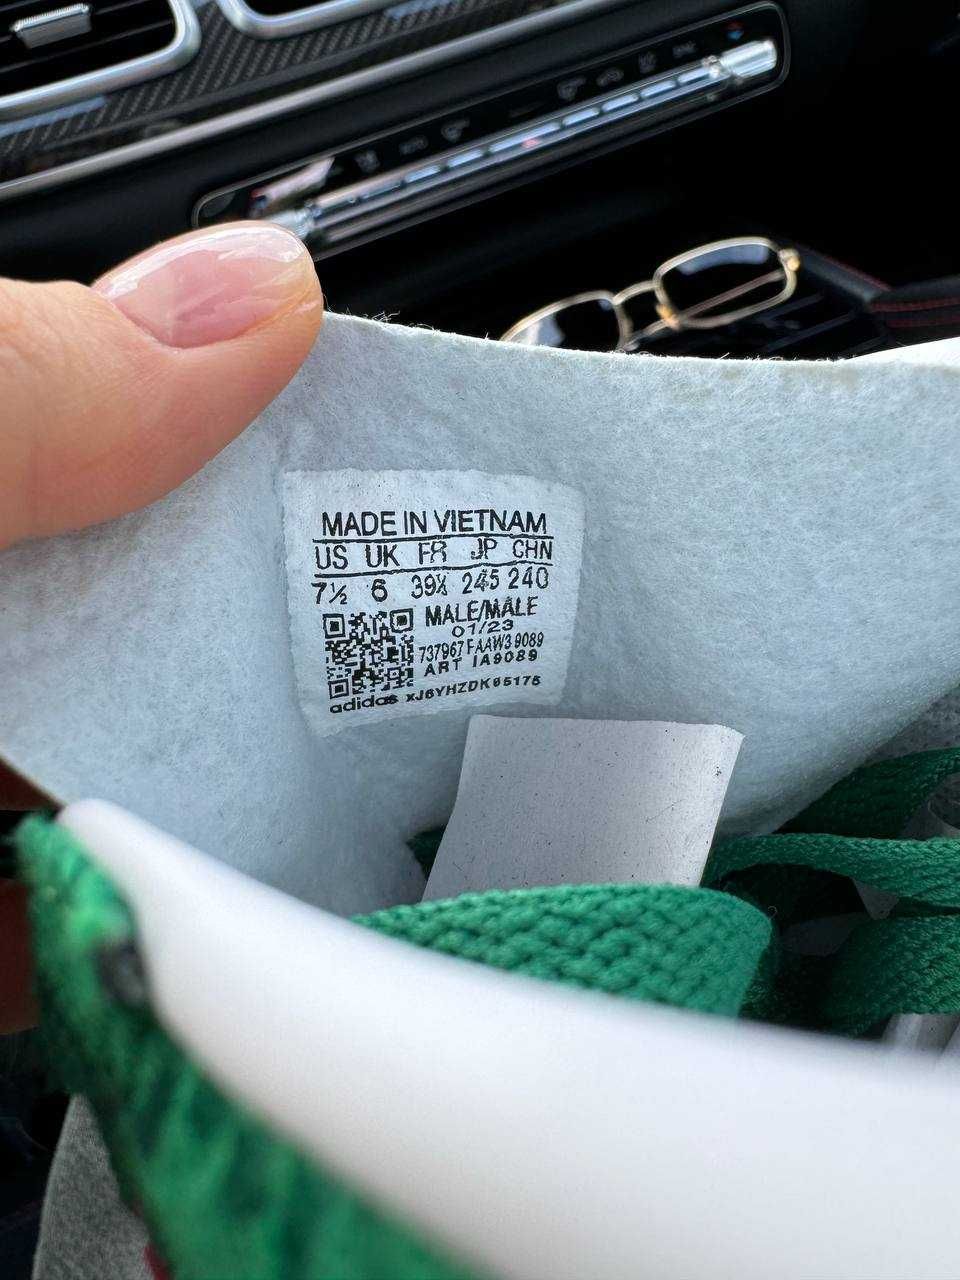 MADE IN VIETNAM
US UK FR JP CHN
7½ 6 39⅓ 245 240
MALE/MALE
01/23
737967 FAAW3 9089
ART IA9089
adidas xJ6YHZDK05175